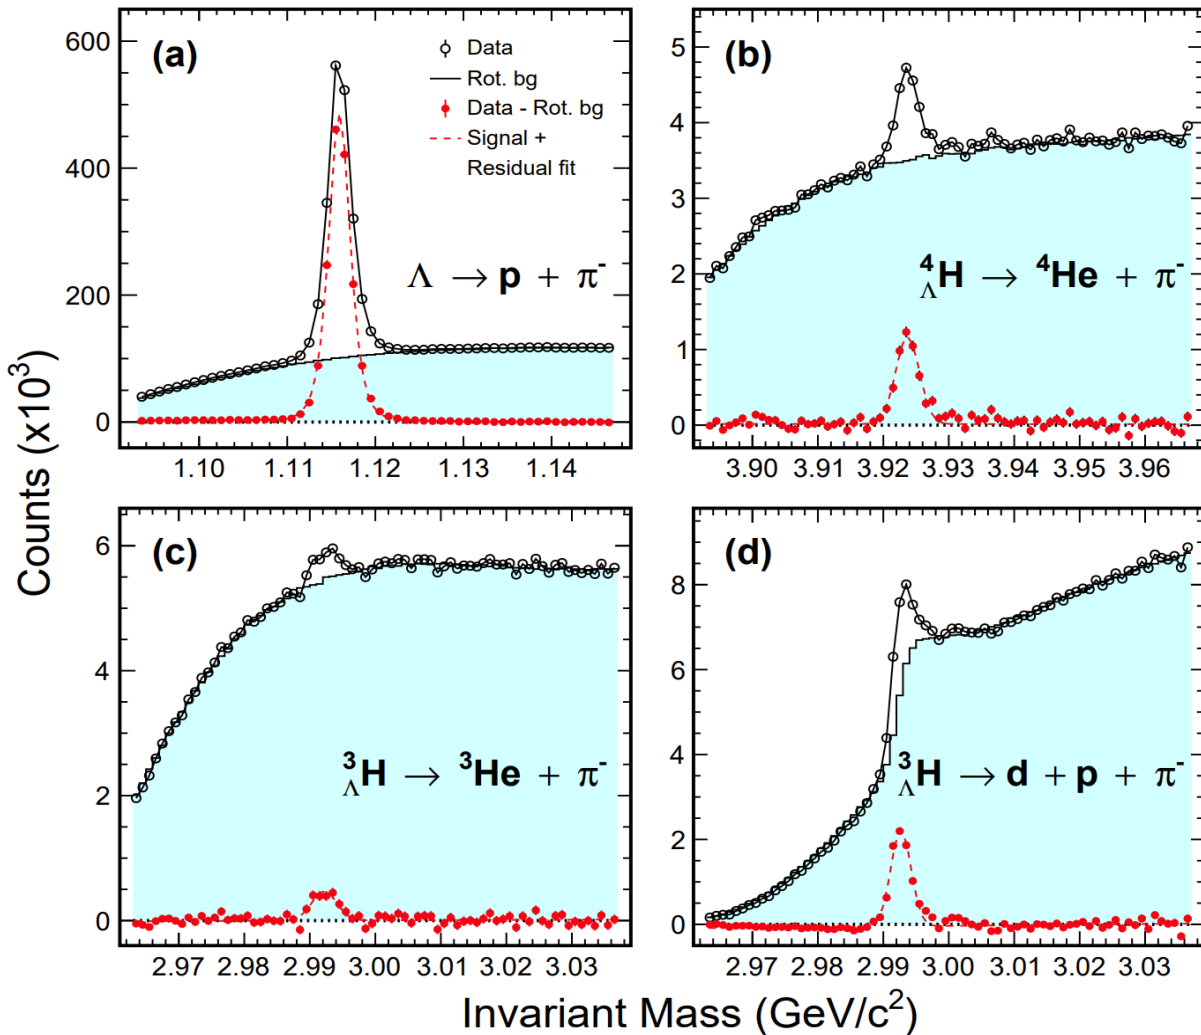 Counts (x10³)
(a)
Data
Rot. bg
Data - Rot. bg
Signal +
Residual fit
Λ → p + π⁻
600
400
200
0
1.10 1.11 1.12 1.13 1.14
(b)
⁴ΛH → ⁴He + π⁻
5
4
3
2
1
0
3.90 3.91 3.92 3.93 3.94 3.95 3.96
(c)
³ΛH → ³He + π⁻
6
4
2
0
2.97 2.98 2.99 3.00 3.01 3.02 3.03
(d)
³ΛH → d + p + π⁻
8
6
4
2
0
2.97 2.98 2.99 3.00 3.01 3.02 3.03
Invariant Mass (GeV/c²)